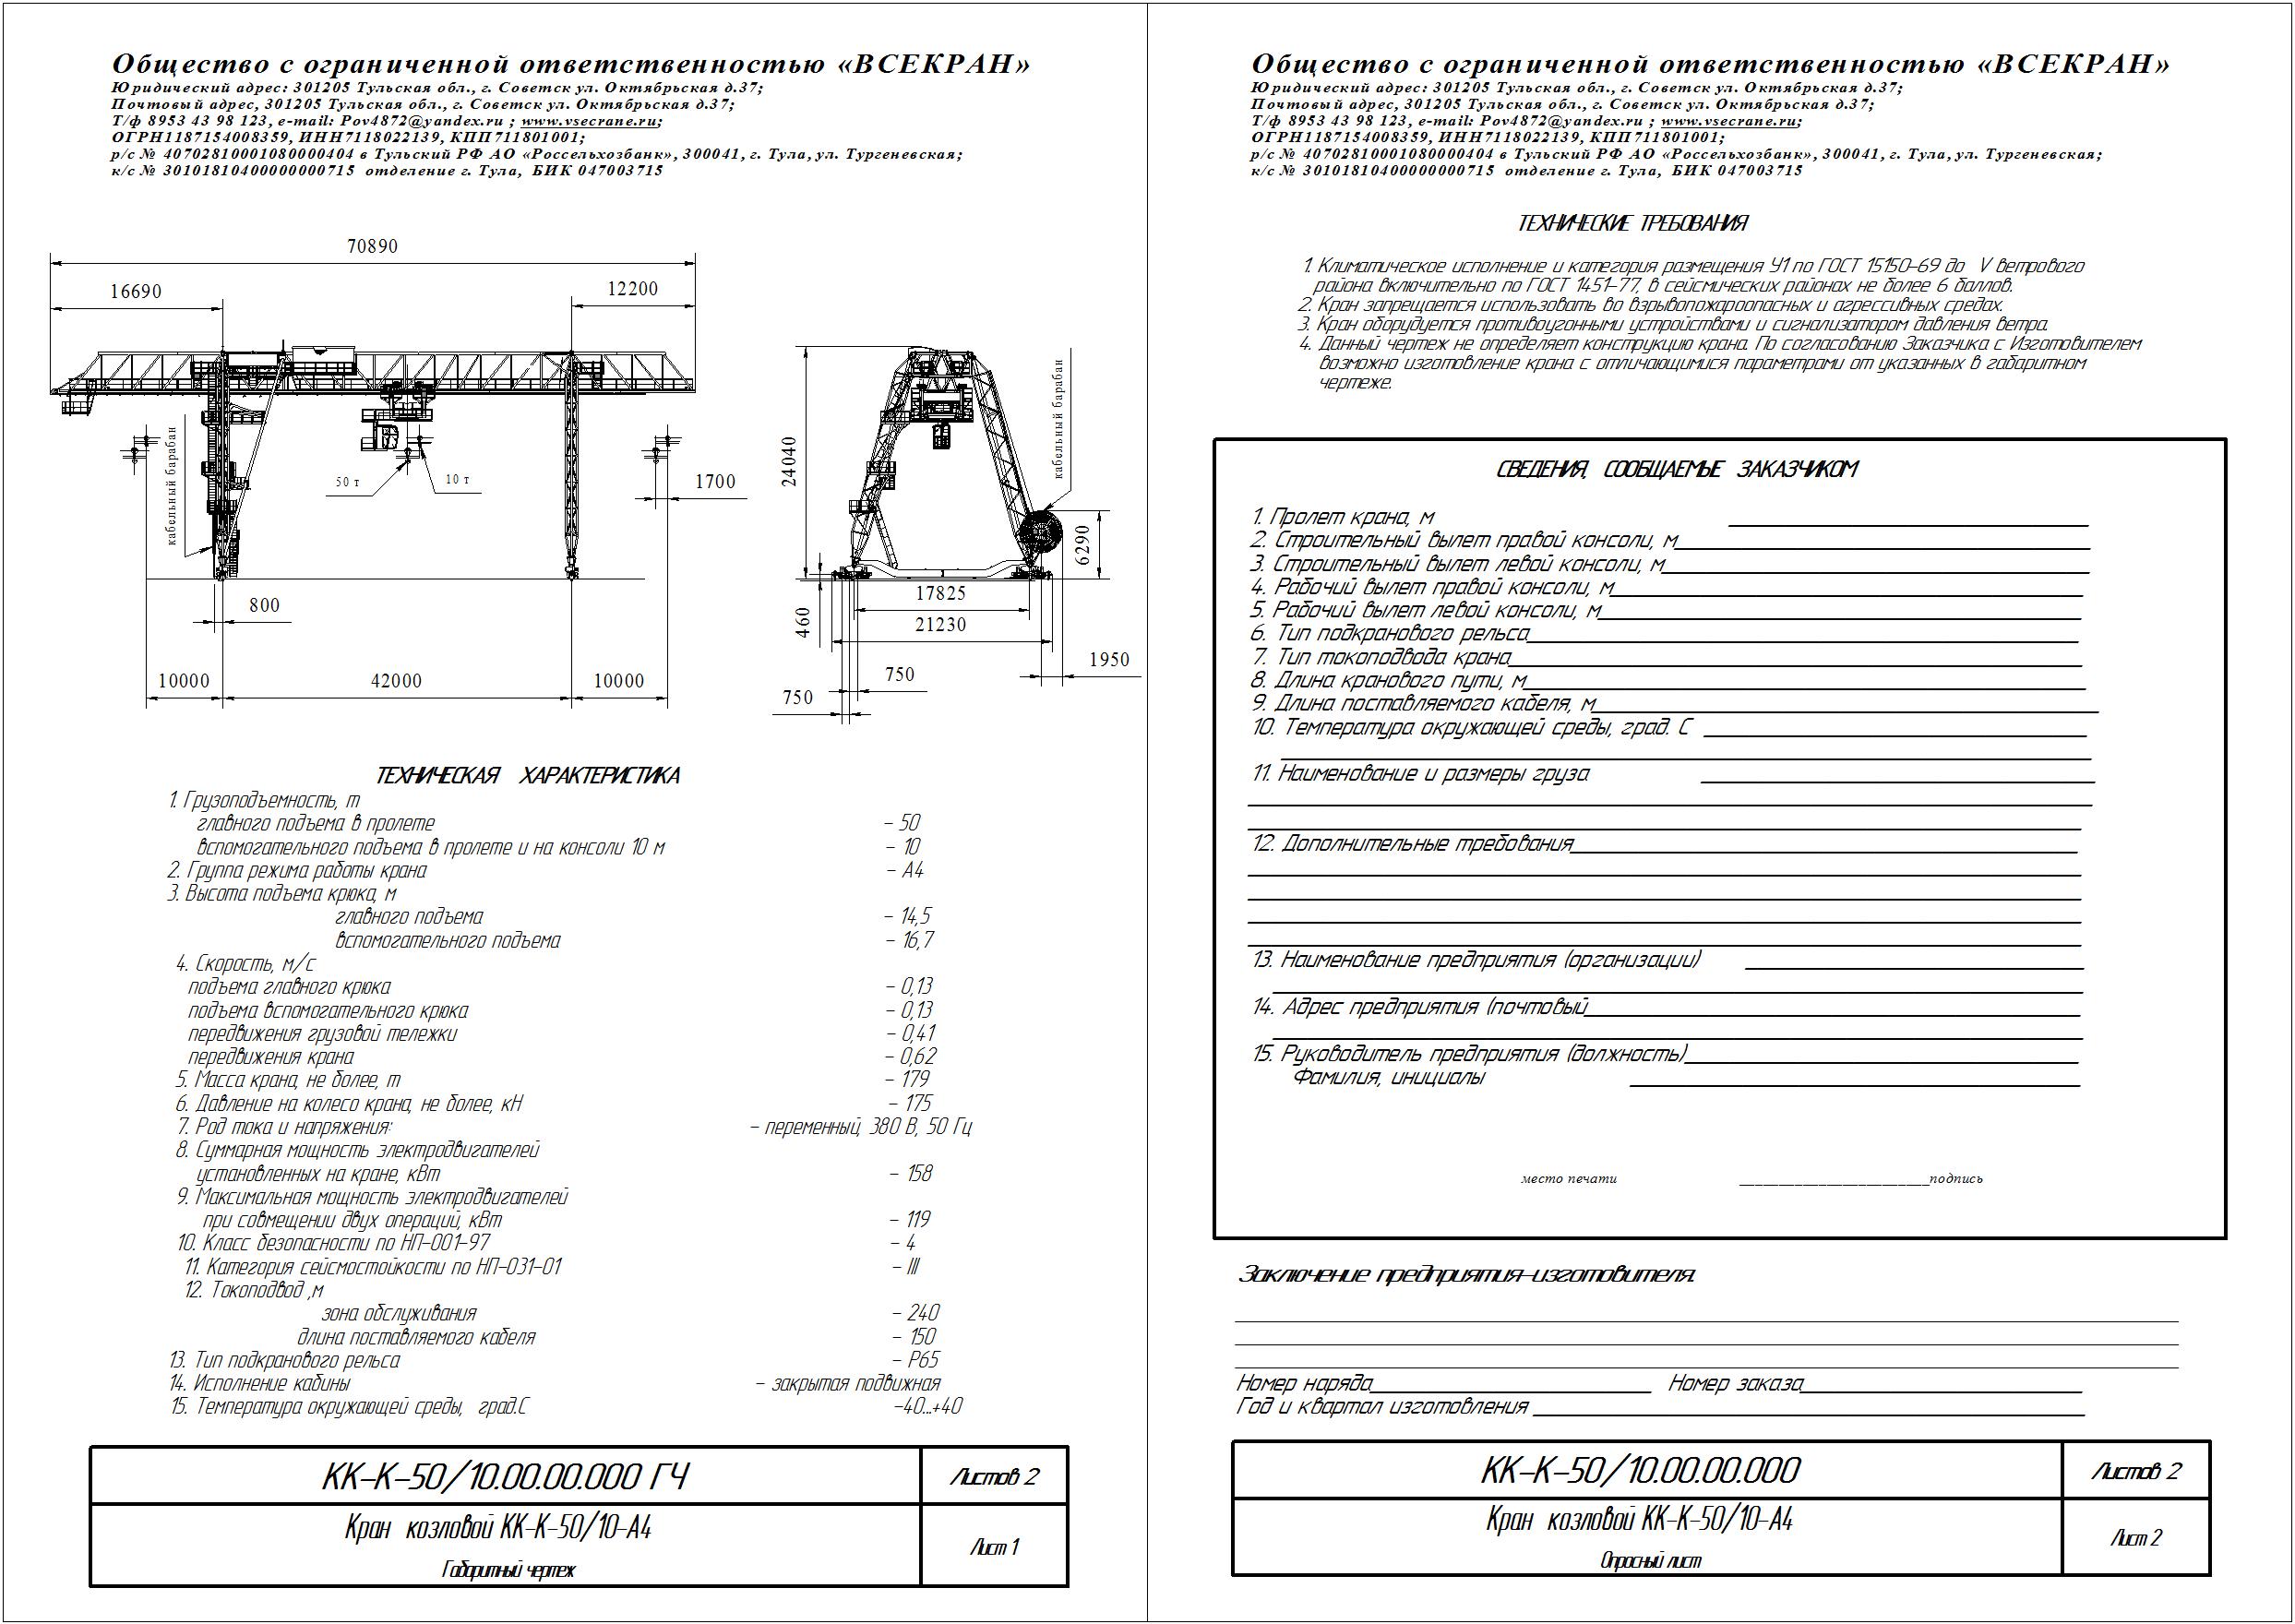 Общество с ограниченной ответственностью «ВСЕКРАН»
Юридический адрес: 301205 Тульская обл., г. Советск ул. Октябрьская д.37;
Почтовый адрес, 301205 Тульская обл., г. Советск ул. Октябрьская д.37;
Т/ф 8953 43 98 123, e-mail: Pov4872@yandex.ru ; www.vsecrane.ru;
ОГРН1187154008359, ИНН7118022139, КПП711801001;
р/с № 40702810001080000404 в Тульский РФ АО «Россельхозбанк», 300041, г. Тула, ул. Тургеневская;
к/с № 30101810400000000715 отделение г. Тула, БИК 047003715
70890
16690
12200
кабельный барабан
50 т
10 т
1700
800
10000
42000
10000
24040
кабельный барабан
6290
460
17825
21230
1950
750
750
ТЕХНИЧЕСКАЯ ХАРАКТЕРИСТИКА
1. Грузоподъемность, т
главного подъема в пролете – 50
вспомогательного подъема в пролете и на консоли 10 м – 10
2. Группа режима работы крана – А4
3. Высота подъема крюка, м
главного подъема – 14,5
вспомогательного подъема – 16,7
4. Скорость, м/с
подъема главного крюка – 0,13
подъема вспомогательного крюка – 0,13
передвижения грузовой тележки – 0,41
передвижения крана – 0,62
5. Масса крана, не более, т – 179
6. Давление на колесо крана, не более, кН – 175
7. Род тока и напряжения: – переменный, 380 В, 50 Гц
8. Суммарная мощность электродвигателей
установленных на кране, кВт – 158
9. Максимальная мощность электродвигателей
при совмещении двух операций, кВт – 119
10. Класс безопасности по НП-001-97 – 4
11. Категория сейсмостойкости по НП-031-01 – III
12. Токоподвод ,м
зона обслуживания – 240
длина поставляемого кабеля – 150
13. Тип подкранового рельса – Р65
14. Исполнение кабины – закрытая подвижная
15. Температура окружающей среды, град.С –40...+40
КК-К-50/10.00.00.000 ГЧ
Листов 2
Кран козловой КК-К-50/10-А4
Габаритный чертеж
Лист 1
Общество с ограниченной ответственностью «ВСЕКРАН»
Юридический адрес: 301205 Тульская обл., г. Советск ул. Октябрьская д.37;
Почтовый адрес, 301205 Тульская обл., г. Советск ул. Октябрьская д.37;
Т/ф 8953 43 98 123, e-mail: Pov4872@yandex.ru ; www.vsecrane.ru;
ОГРН1187154008359, ИНН7118022139, КПП711801001;
р/с № 40702810001080000404 в Тульский РФ АО «Россельхозбанк», 300041, г. Тула, ул. Тургеневская;
к/с № 30101810400000000715 отделение г. Тула, БИК 047003715
ТЕХНИЧЕСКИЕ ТРЕБОВАНИЯ
1. Климатическое исполнение и категория размещения У1 по ГОСТ 15150-69 до V ветрового
района включительно по ГОСТ 1451-77, в сейсмических районах не более 6 баллов.
2. Кран запрещается использовать во взрывопожароопасных и агрессивных средах.
3. Кран оборудуется противоугонными устройствами и сигнализатором давления ветра.
4. Данный чертеж не определяет конструкцию крана. По согласованию Заказчика с Изготовителем
возможно изготовление крана с отличающимися параметрами от указанных в габаритном
чертеже.
СВЕДЕНИЯ, СООБЩАЕМЫЕ ЗАКАЗЧИКОМ
1. Пролет крана, м
2. Строительный вылет правой консоли, м
3. Строительный вылет левой консоли, м
4. Рабочий вылет правой консоли, м
5. Рабочий вылет левой консоли, м
6. Тип подкранового рельса
7. Тип токоподвода крана
8. Длина кранового пути, м
9. Длина поставляемого кабеля, м
10. Температура окружающей среды, град. С
11. Наименование и размеры груза
12. Дополнительные требования
13. Наименование предприятия (организации)
14. Адрес предприятия (почтовый
15. Руководитель предприятия (должность)
Фамилия, инициалы
место печати подпись
Заключение предприятия-изготовителя:
Номер наряда Номер заказа
Год и квартал изготовления
КК-К-50/10.00.00.000
Листов 2
Кран козловой КК-К-50/10-А4
Опросный лист
Лист 2